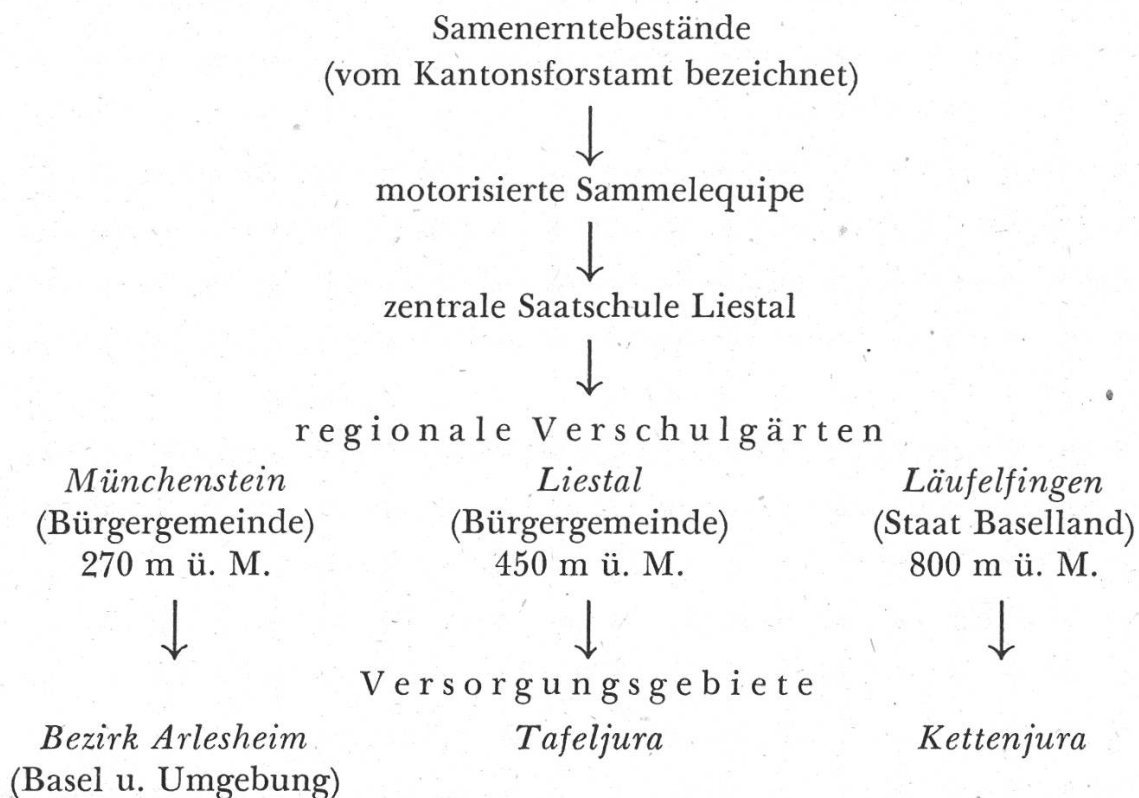 Samenerntebestände
(vom Kantonsforstamt bezeichnet)
motorisierte Sammelequipe
zentrale Saatschule Liestal
regionale Verschulgärten
Münchenstein Liestal Läufelfingen
(Bürgergemeinde) (Bürgergemeinde) (Staat Baselland)
270 m ü. M. 450 m ü. M. 800 m ü. M.
Versorgungsgebiete
Bezirk Arlesheim Tafeljura Kettenjura
(Basel u. Umgebung)